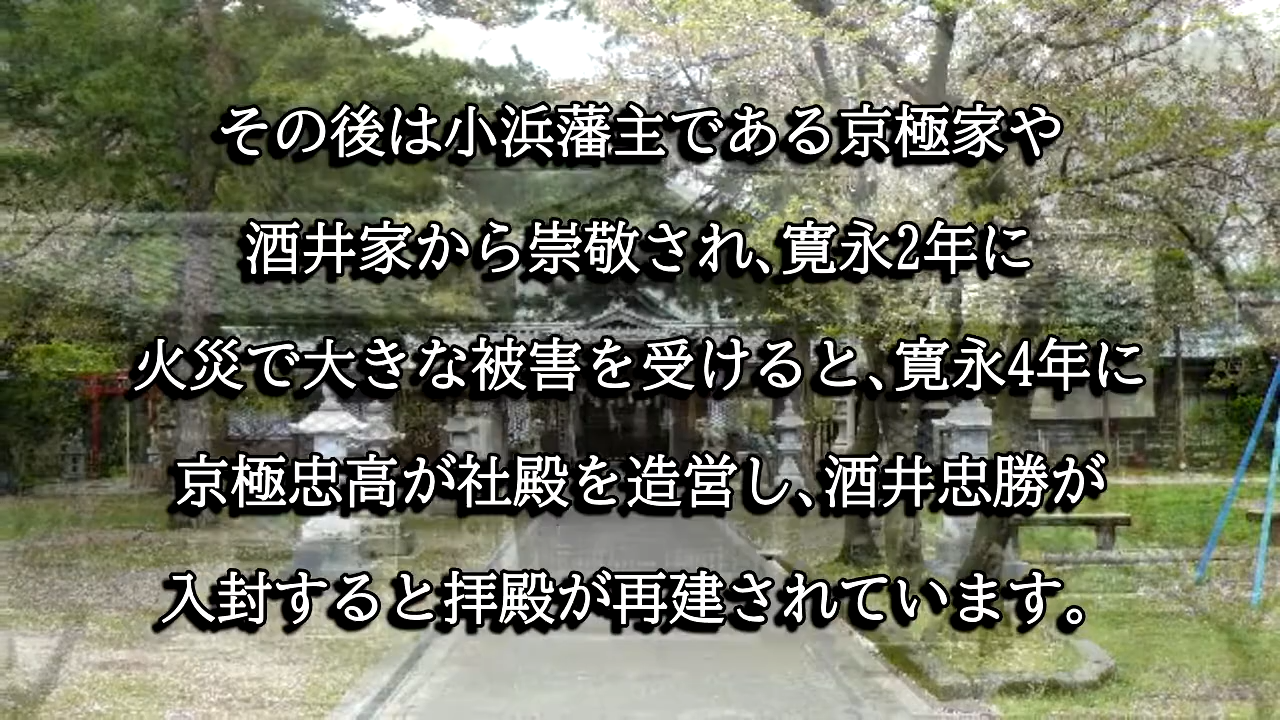 その後は小浜藩主である京極家や
酒井家から崇敬され、寛永2年に
火災で大きな被害を受けると、寛永4年に
京極忠高が社殿を造営し、酒井忠勝が
入封すると拝殿が再建されています。